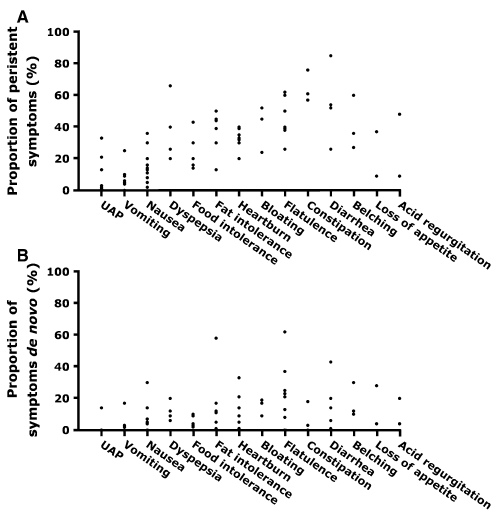 A
Proportion of peristent
symptoms (%)
100
80
60
40
20
0
UAP
Vomiting
Nausea
Dyspepsia
Food intolerance
Fat intolerance
Heartburn
Bloating
Flatulence
Constipation
Diarrhea
Belching
Loss of appetite
Acid regurgitation
B
Proportion of
symptoms de novo (%)
100
80
60
40
20
0
UAP
Vomiting
Nausea
Dyspepsia
Food intolerance
Fat intolerance
Heartburn
Bloating
Flatulence
Constipation
Diarrhea
Belching
Loss of appetite
Acid regurgitation